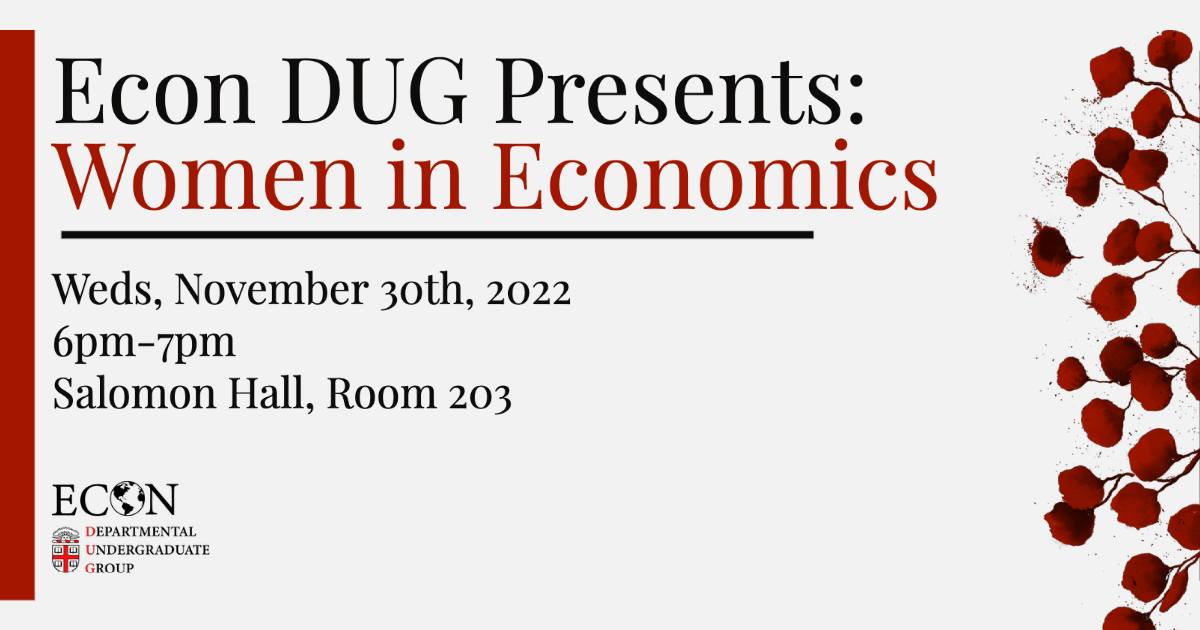 Econ DUG Presents:
Women in Economics
Weds, November 30th, 2022
6pm-7pm
Salomon Hall, Room 203
ECON
DEPARTMENTAL
UNDERGRADUATE
GROUP